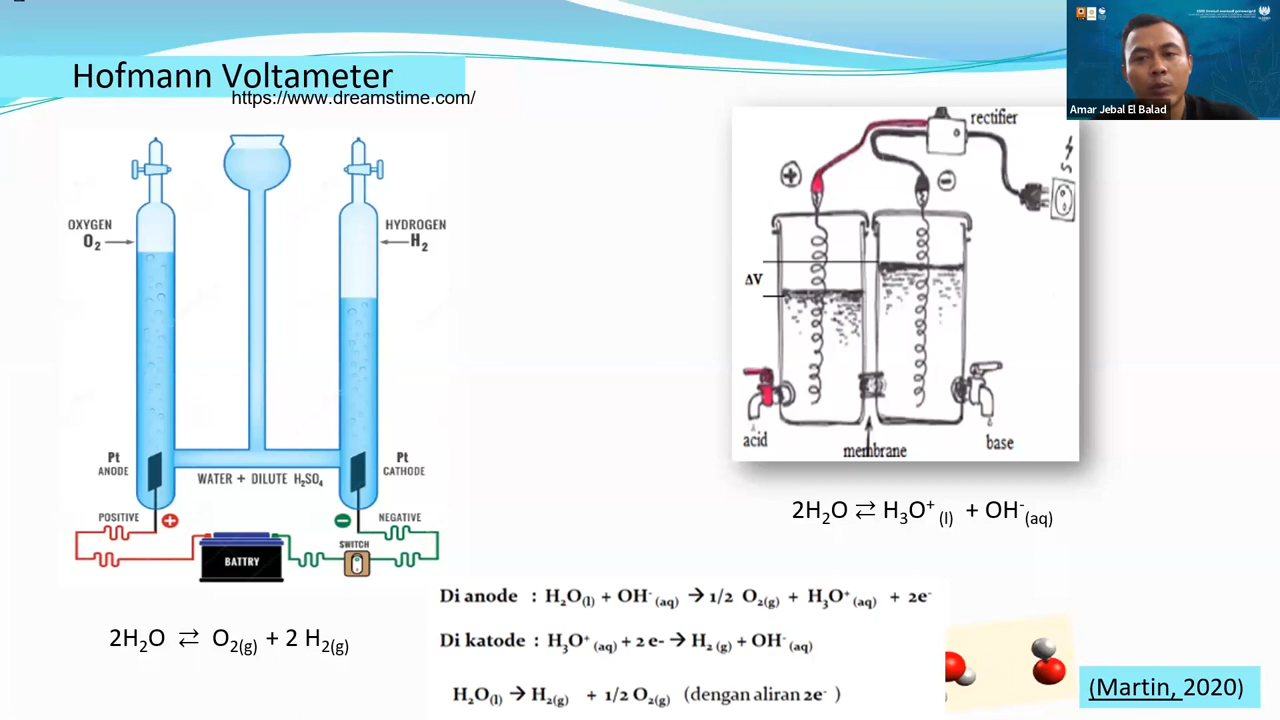 Hofmann Voltameter
https://www.dreamstime.com/
Amar Jebal El Balad
OXYGEN
O₂
HYDROGEN
H₂
Pt
ANODE
Pt
CATHODE
WATER + DILUTE H₂SO₄
POSITIVE
+
−
NEGATIVE
SWITCH
BATTRY
2H₂O ⇄ O₂(g) + 2 H₂(g)
rectifier
+
−
ΔV
acid
membrane
base
2H₂O ⇄ H₃O⁺ (l) + OH⁻(aq)
Di anode : H₂O(l) + OH⁻ (aq) → 1/2 O₂(g) + H₃O⁺ (aq) + 2e⁻
Di katode : H₃O⁺ (aq) + 2 e- → H₂ (g) + OH⁻ (aq)
H₂O(l) → H₂(g) + 1/2 O₂(g) (dengan aliran 2e⁻ )
(Martin, 2020)